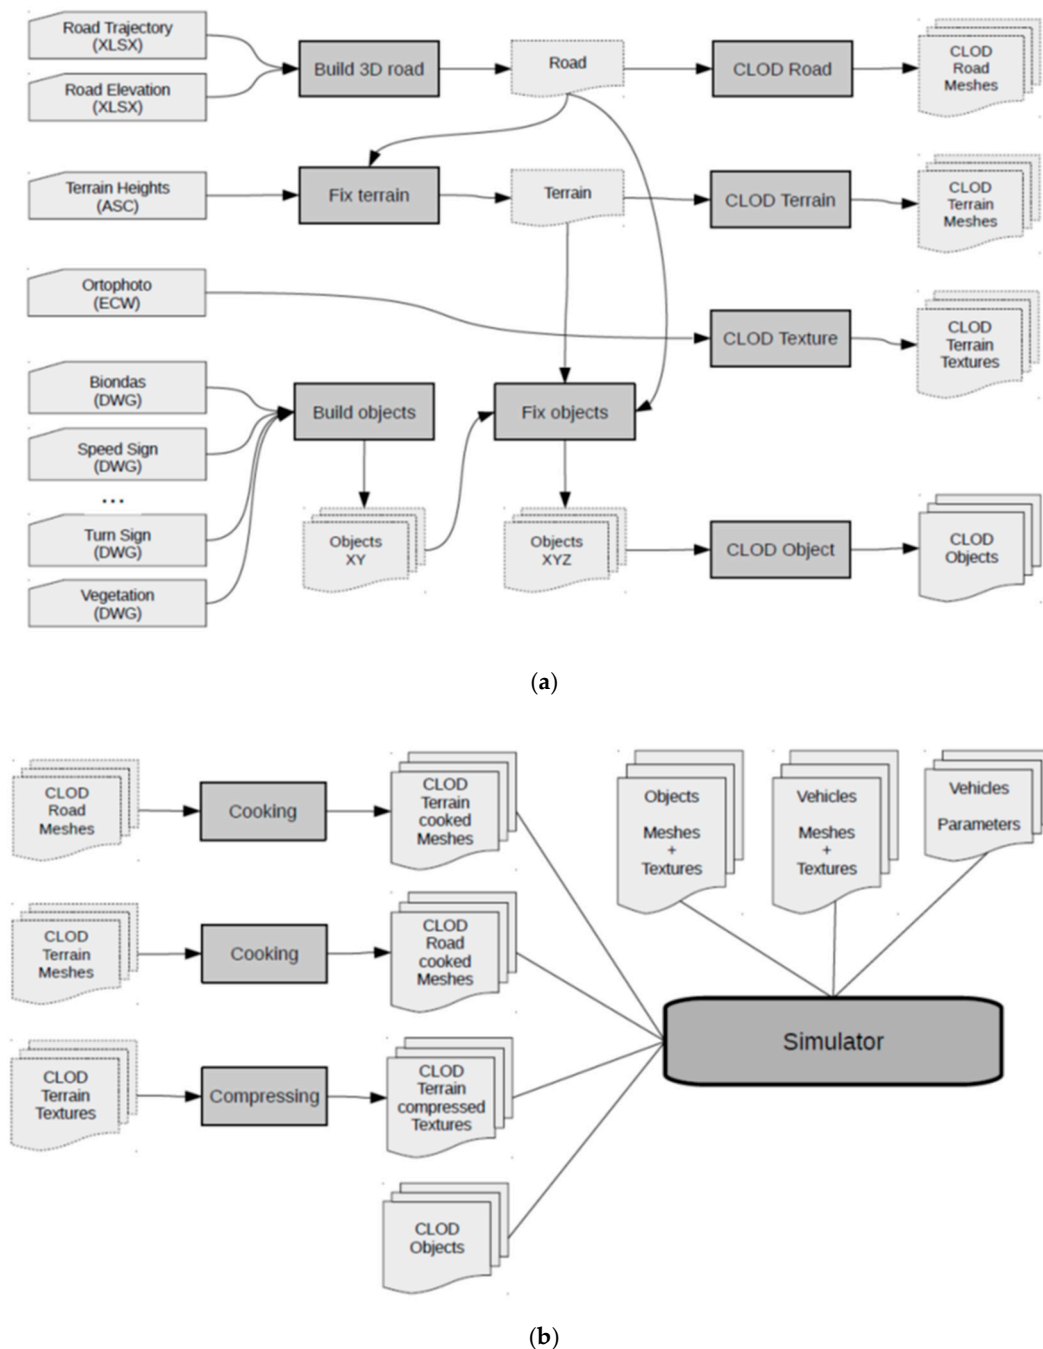 Road Trajectory
(XLSX)
Build 3D road
Road
CLOD Road
CLOD
Road
Meshes
Road Elevation
(XLSX)
Terrain Heights
(ASC)
Fix terrain
Terrain
CLOD Terrain
CLOD
Terrain
Meshes
Ortophoto
(ECW)
CLOD Texture
CLOD
Terrain
Textures
Biondas
(DWG)
Build objects
Fix objects
Speed Sign
(DWG)
...
Turn Sign
(DWG)
Objects
XY
Objects
XYZ
CLOD Object
CLOD
Objects
Vegetation
(DWG)
(a)
CLOD
Road
Meshes
Cooking
CLOD
Terrain
cooked
Meshes
Objects
Meshes
+
Textures
Vehicles
Meshes
+
Textures
Vehicles
Parameters
CLOD
Terrain
Meshes
Cooking
CLOD
Road
cooked
Meshes
Simulator
CLOD
Terrain
Textures
Compressing
CLOD
Terrain
compressed
Textures
CLOD
Objects
(b)